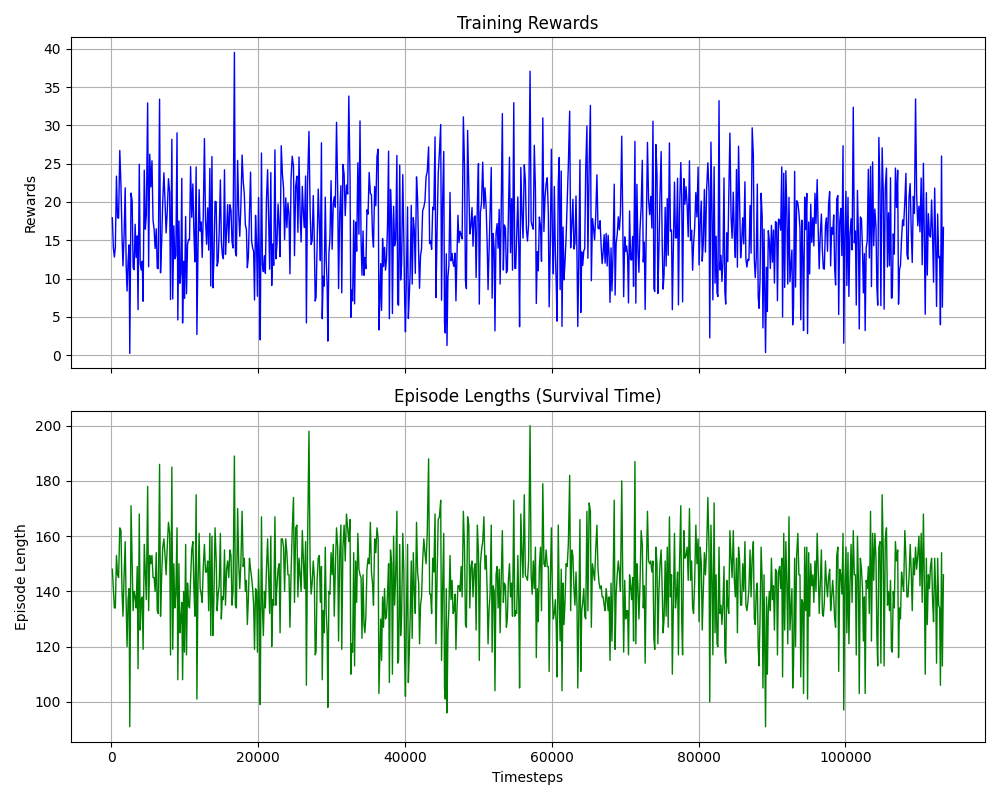 Training Rewards
Rewards
40
35
30
25
20
15
10
5
0
Episode Lengths (Survival Time)
Episode Length
200
180
160
140
120
100
0 20000 40000 60000 80000 100000
Timesteps